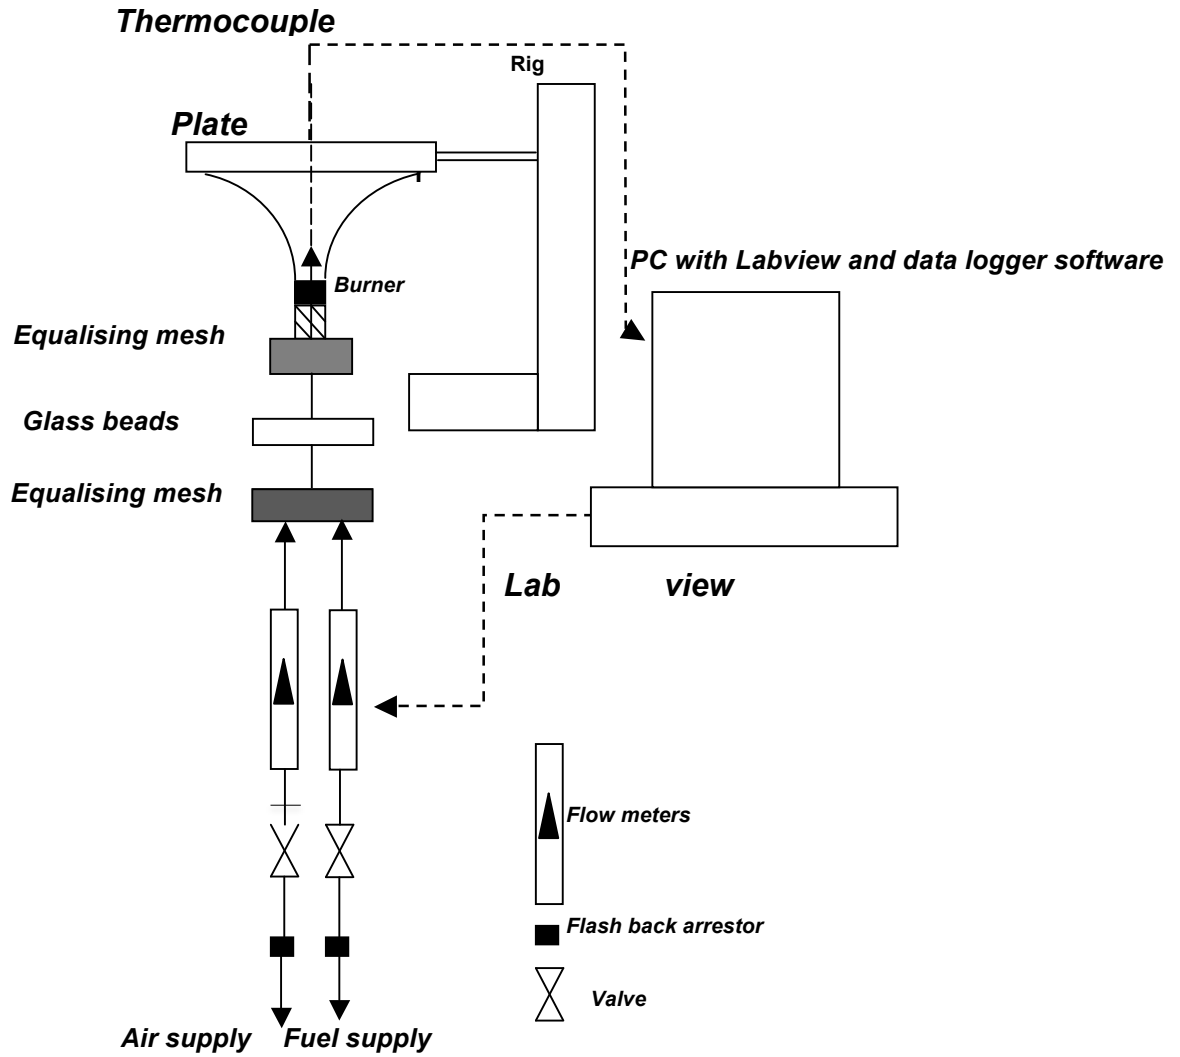 Thermocouple
Rig
Plate
PC with Labview and data logger software
Burner
Equalising mesh
Glass beads
Equalising mesh
Lab view
Flow meters
Flash back arrestor
Valve
Air supply Fuel supply